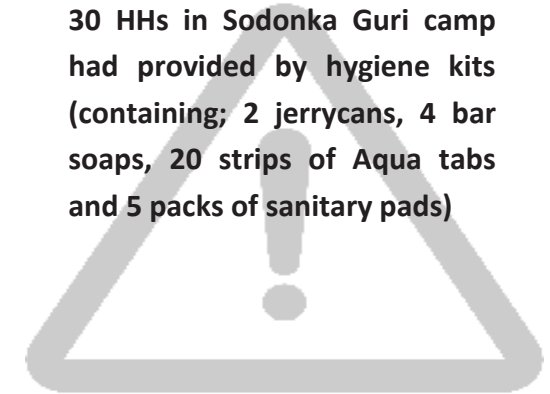 30 HHs in Sodonka Guri camp
had provided by hygiene kits
(containing; 2 jerrycans, 4 bar
soaps, 20 strips of Aqua tabs
and 5 packs of sanitary pads)